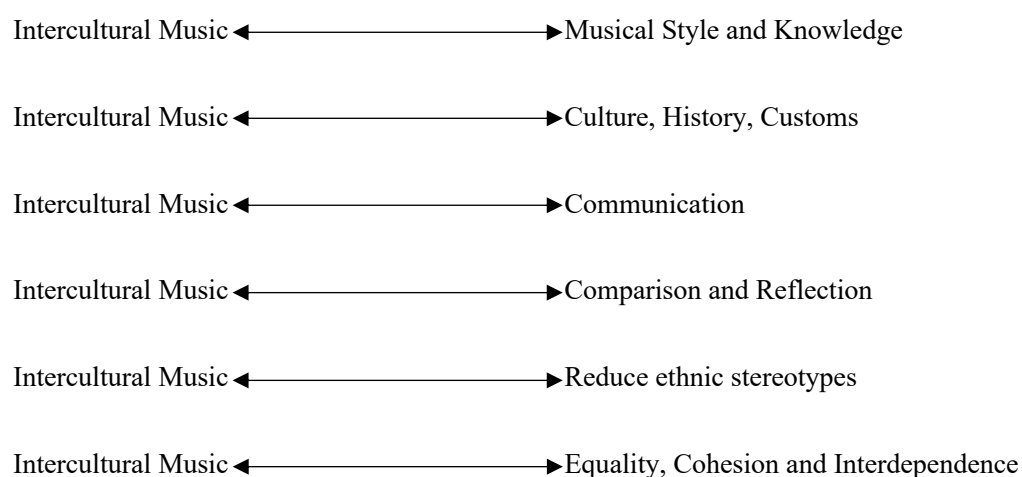 Intercultural Music Musical Style and Knowledge
Intercultural Music Culture, History, Customs
Intercultural Music Communication
Intercultural Music Comparison and Reflection
Intercultural Music Reduce ethnic stereotypes
Intercultural Music Equality, Cohesion and Interdependence